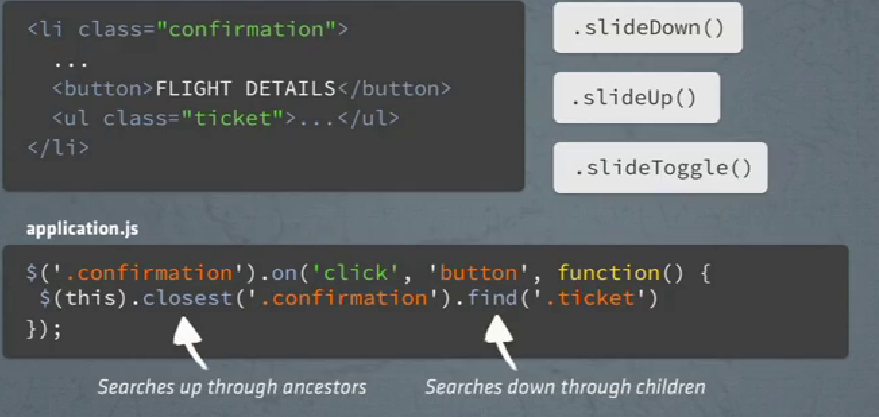 <li class="confirmation">
...
<button>FLIGHT DETAILS</button>
<ul class="ticket">...</ul>
</li>
.slideDown()
.slideUp()
.slideToggle()
application.js
$('.confirmation').on('click', 'button', function() {
$(this).closest('.confirmation').find('.ticket')
});
Searches up through ancestors
Searches down through children